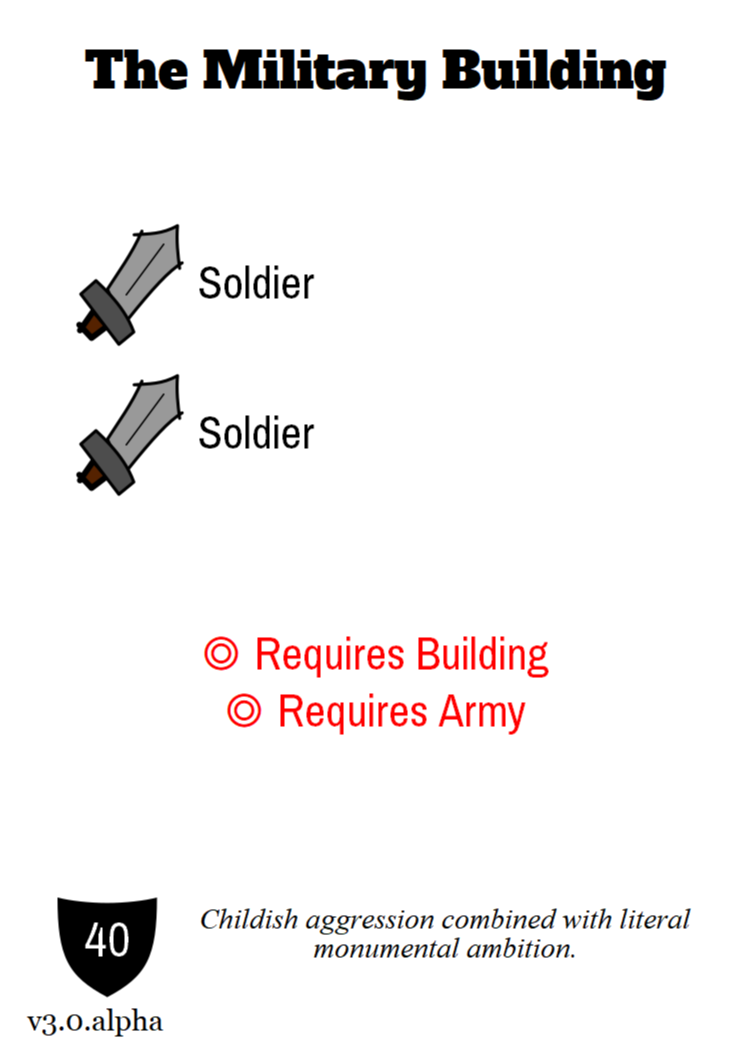 The Military Building
Soldier
Soldier
◎ Requires Building
◎ Requires Army
40
Childish aggression combined with literal
monumental ambition.
v3.0.alpha